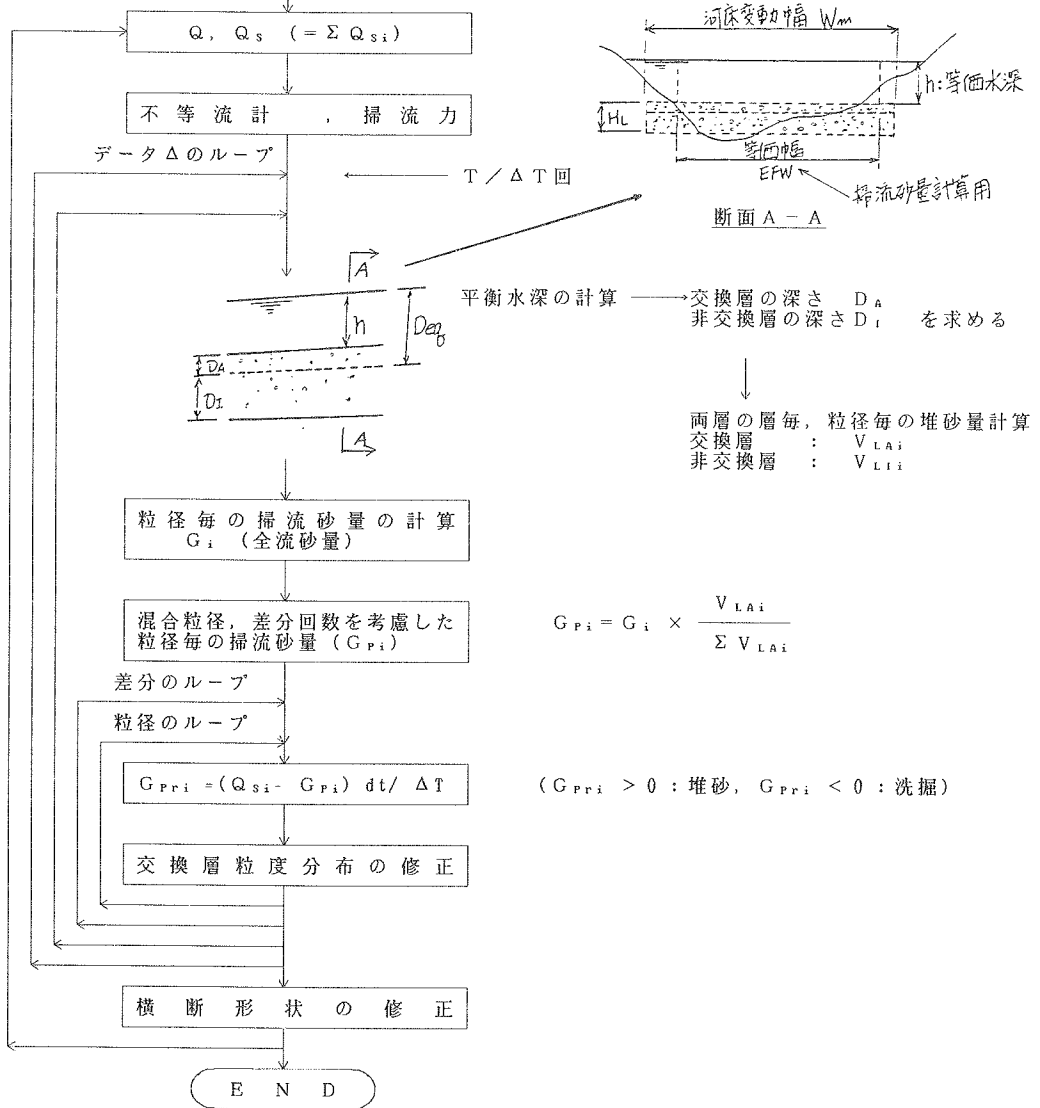 Q, Qs (=ΣQsi)
河床変動幅 Wm
h:等価水深
HL
不等流計　, 掃流力
データΔのループ
等価幅
EFW
掃流砂量計算用
T/ΔT回
断面A-A
A
平衡水深の計算
交換層の深さ DA
非交換層の深さDI を求める
h
Deq
DA
DI
A
両層の層毎,粒径毎の堆砂量計算
交換層 : VLAi
非交換層 : VLIi
粒径毎の掃流砂量の計算
Gi (全流砂量)
混合粒径,差分回数を考慮した
粒径毎の掃流砂量(GPi)
GPi=Gi × VLAi / ΣVLAi
差分のループ
粒径のループ
GPri=(Qsi-GPi)dt/ΔT
(GPri>0:堆砂, GPri<0:洗掘)
交換層粒度分布の修正
横断形状の修正
END